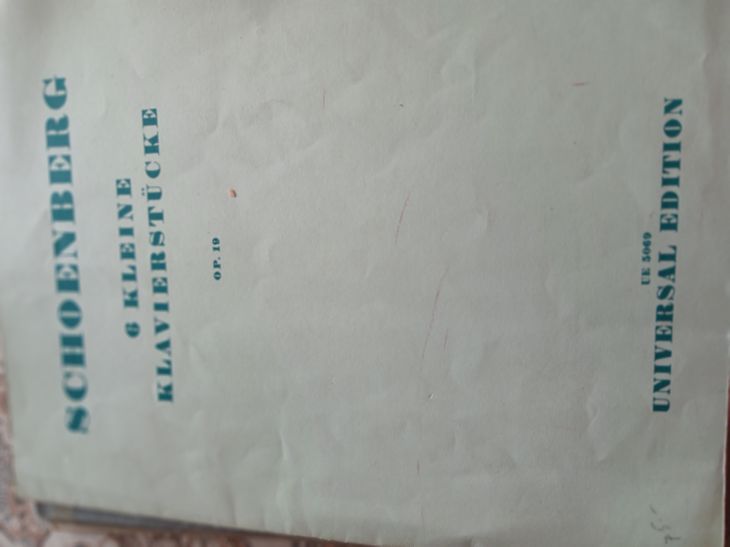 SCHOENBERG
6 KLEINE
KLAVIERSTÜCKE
OP. 19
UE 5069
UNIVERSAL EDITION